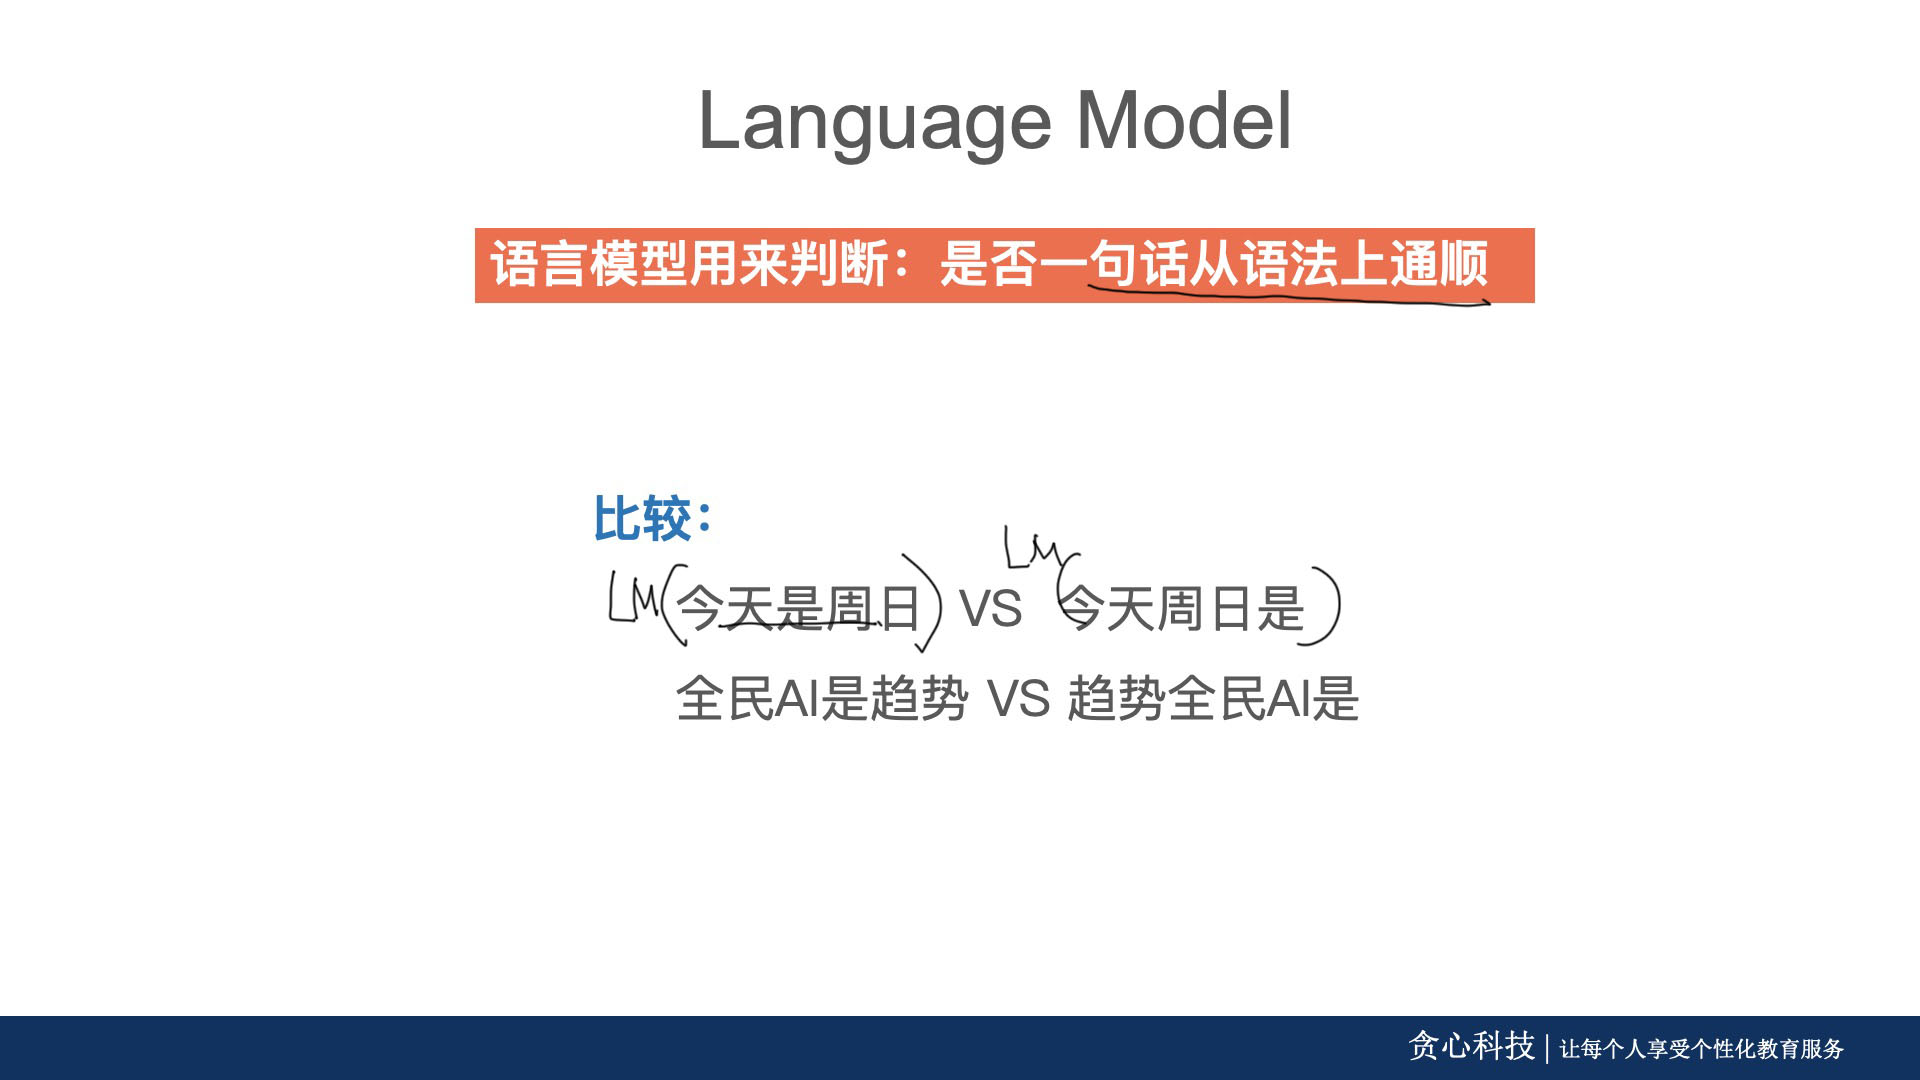 Language Model
语言模型用来判断：是否一句话从语法上通顺
比较：
LM(今天是周日) VS LM(今天周日是)
全民AI是趋势 VS 趋势全民AI是
贪心科技 | 让每个人享受个性化教育服务